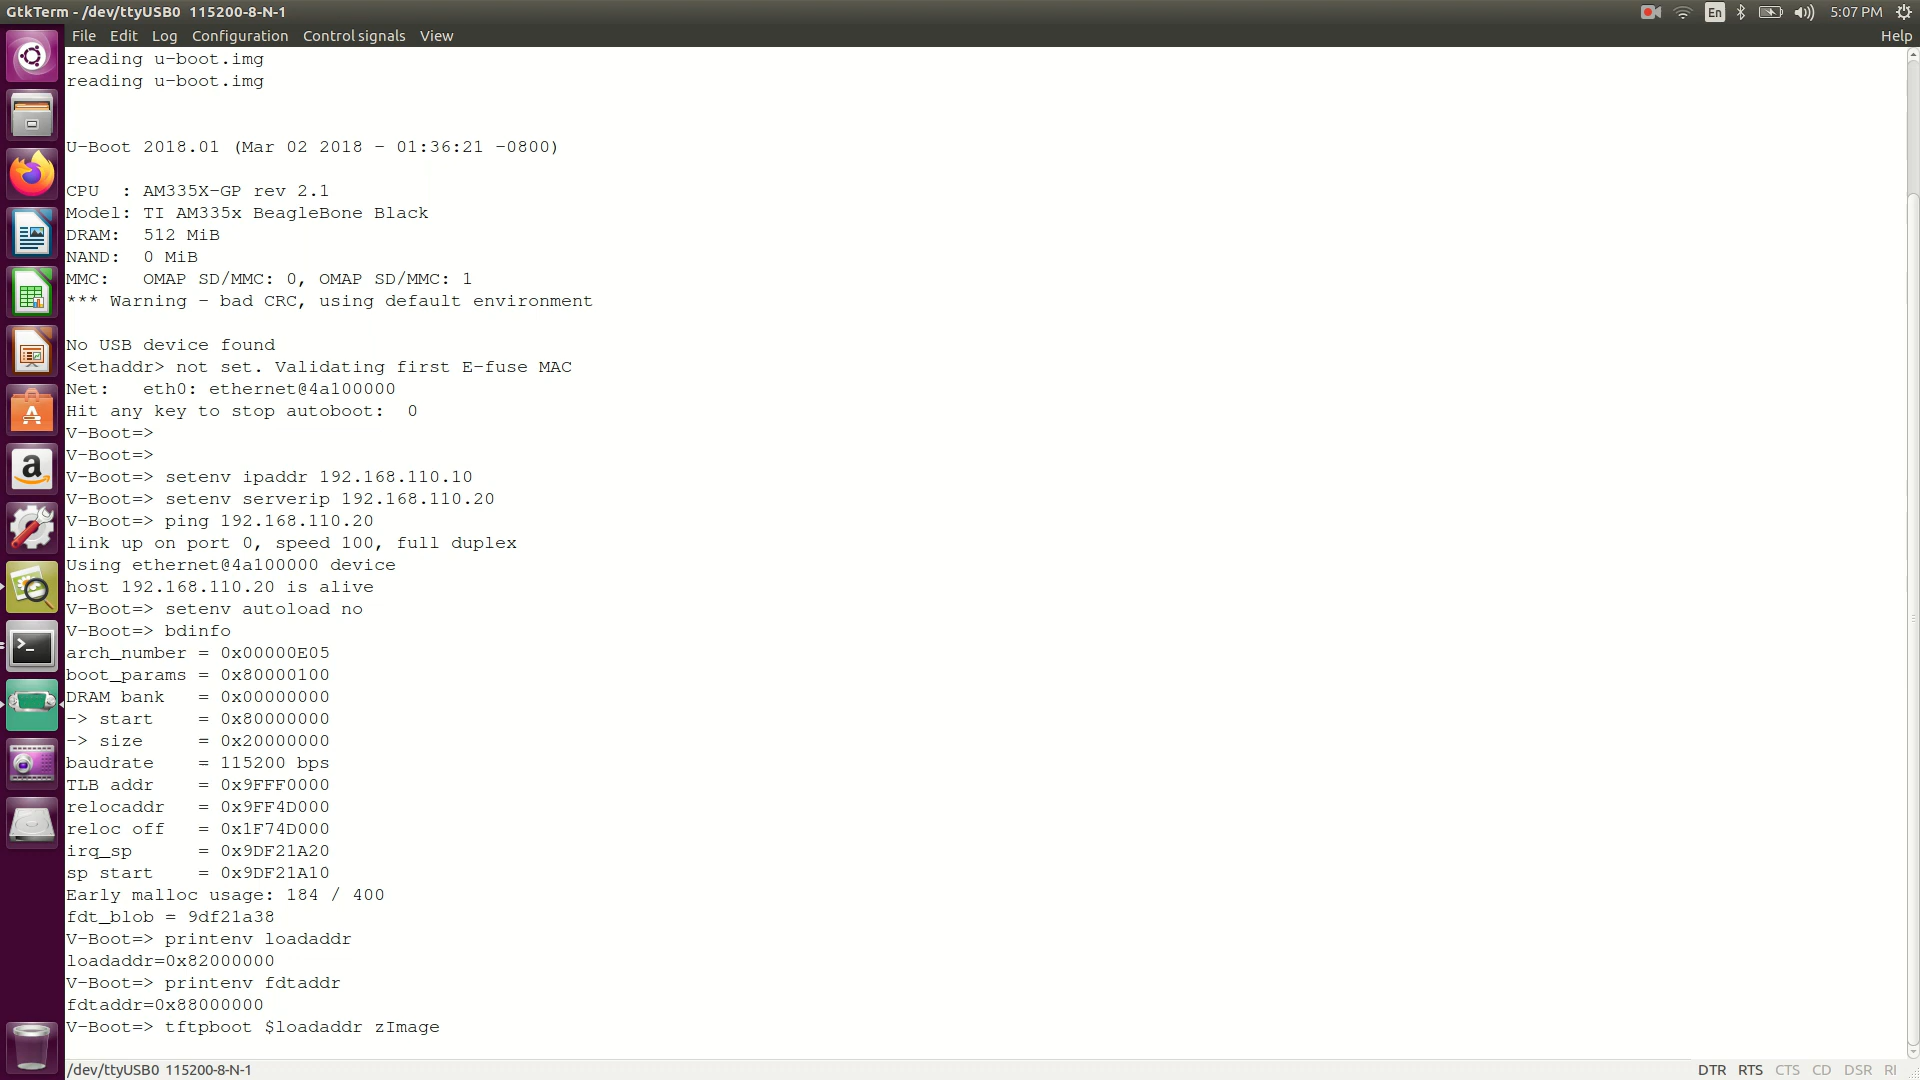 GtkTerm - /dev/ttyUSB0 115200-8-N-1
En
5:07 PM
File Edit Log Configuration Control signals View Help
reading u-boot.img
reading u-boot.img
U-Boot 2018.01 (Mar 02 2018 - 01:36:21 -0800)
CPU  : AM335X-GP rev 2.1
Model: TI AM335x BeagleBone Black
DRAM:  512 MiB
NAND:  0 MiB
MMC:   OMAP SD/MMC: 0, OMAP SD/MMC: 1
*** Warning - bad CRC, using default environment
No USB device found
<ethaddr> not set. Validating first E-fuse MAC
Net:   eth0: ethernet@4a100000
Hit any key to stop autoboot:  0
V-Boot=>
V-Boot=>
V-Boot=> setenv ipaddr 192.168.110.10
V-Boot=> setenv serverip 192.168.110.20
V-Boot=> ping 192.168.110.20
link up on port 0, speed 100, full duplex
Using ethernet@4a100000 device
host 192.168.110.20 is alive
V-Boot=> setenv autoload no
V-Boot=> bdinfo
arch_number = 0x00000E05
boot_params = 0x80000100
DRAM bank   = 0x00000000
-> start    = 0x80000000
-> size     = 0x20000000
baudrate    = 115200 bps
TLB addr    = 0x9FFF0000
relocaddr   = 0x9FF4D000
reloc off   = 0x1F74D000
irq_sp      = 0x9DF21A20
sp start    = 0x9DF21A10
Early malloc usage: 184 / 400
fdt_blob = 9df21a38
V-Boot=> printenv loadaddr
loadaddr=0x82000000
V-Boot=> printenv fdtaddr
fdtaddr=0x88000000
V-Boot=> tftpboot $loadaddr zImage
/dev/ttyUSB0 115200-8-N-1
DTR RTS CTS CD DSR RI